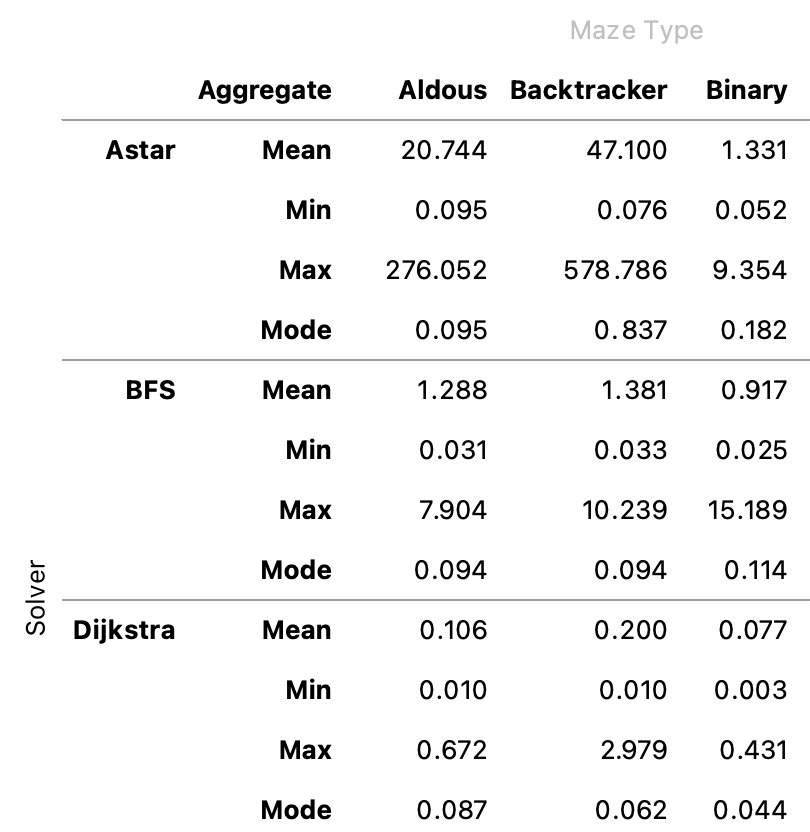 Maze Type
Aggregate Aldous Backtracker Binary
Astar Mean 20.744 47.100 1.331
Min 0.095 0.076 0.052
Max 276.052 578.786 9.354
Mode 0.095 0.837 0.182
BFS Mean 1.288 1.381 0.917
Min 0.031 0.033 0.025
Max 7.904 10.239 15.189
Mode 0.094 0.094 0.114
Solver
Dijkstra Mean 0.106 0.200 0.077
Min 0.010 0.010 0.003
Max 0.672 2.979 0.431
Mode 0.087 0.062 0.044